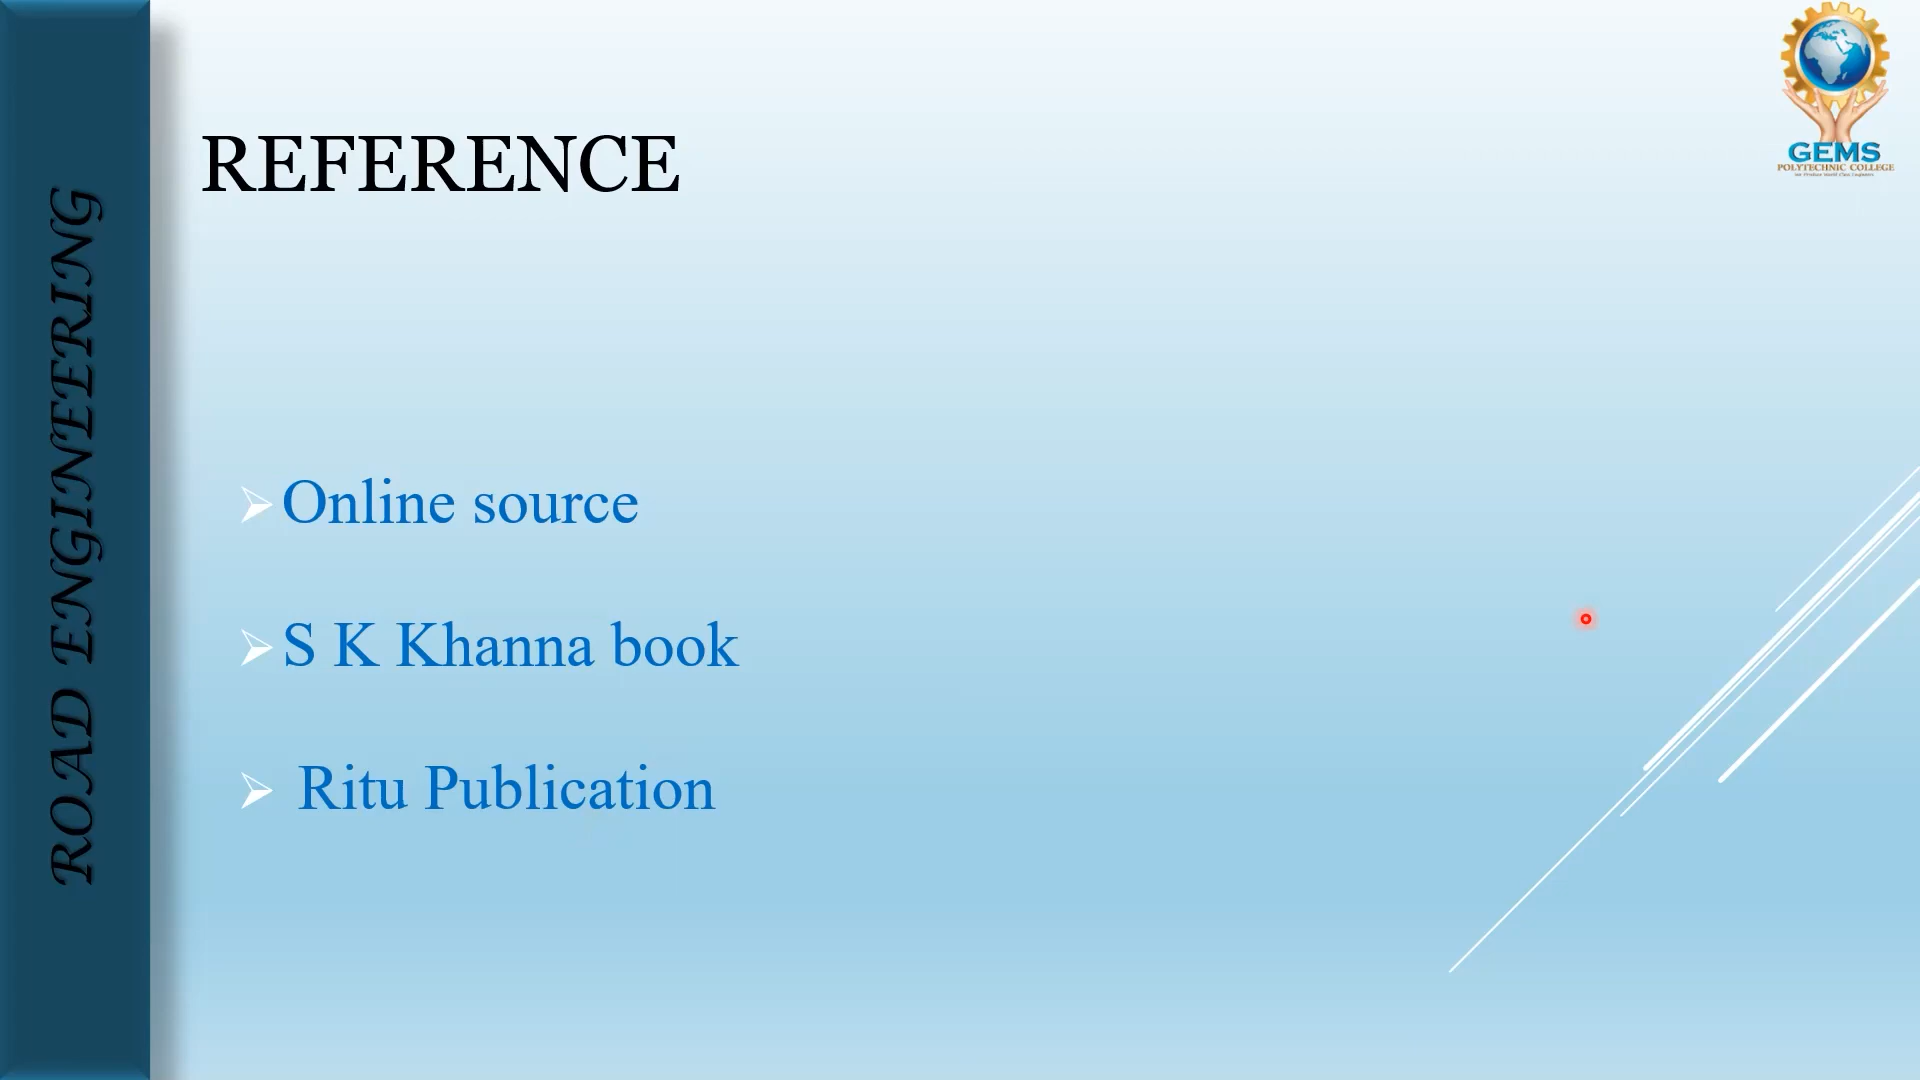 ROAD ENGINEERING
REFERENCE
Online source
S K Khanna book
Ritu Publication
GEMS
POLYTECHNIC COLLEGE